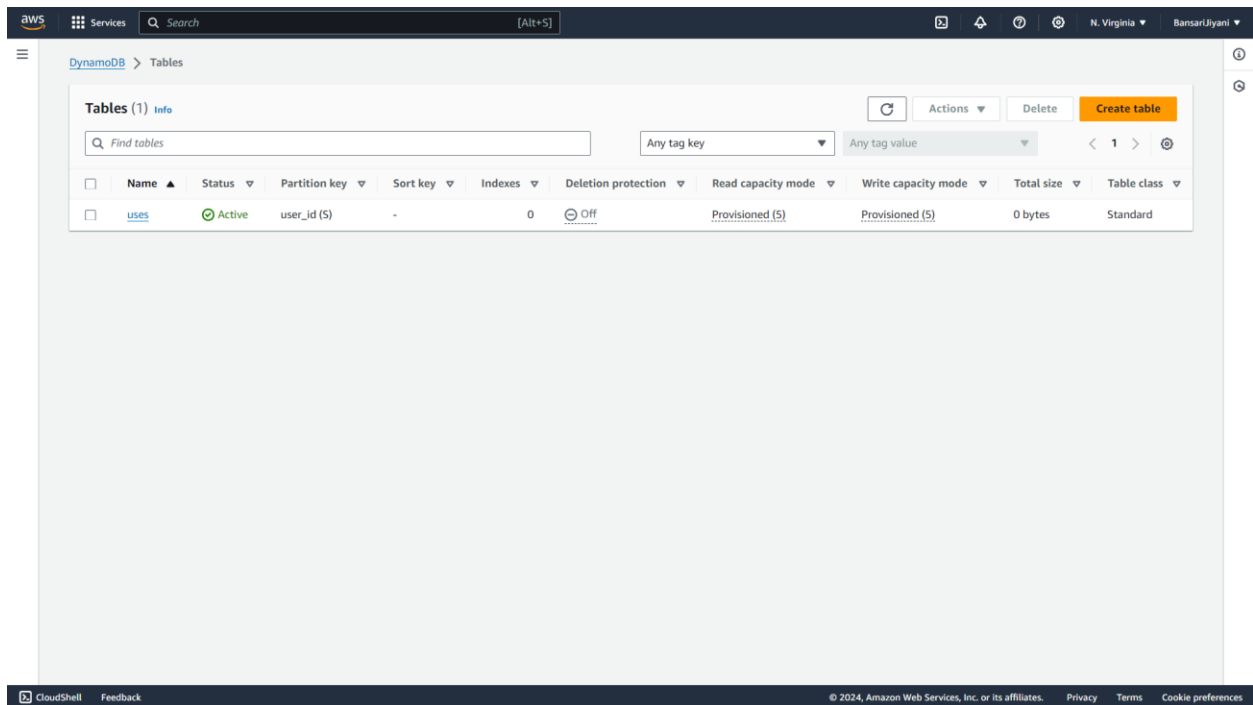 aws Services Search [Alt+S] N. Virginia BansariJiyani
DynamoDB Tables
Tables (1) Info Actions Delete Create table
Find tables Any tag key Any tag value 1
Name Status Partition key Sort key Indexes Deletion protection Read capacity mode Write capacity mode Total size Table class
uses Active user_id (S) - 0 Off Provisioned (5) Provisioned (5) 0 bytes Standard
CloudShell Feedback © 2024, Amazon Web Services, Inc. or its affiliates. Privacy Terms Cookie preferences